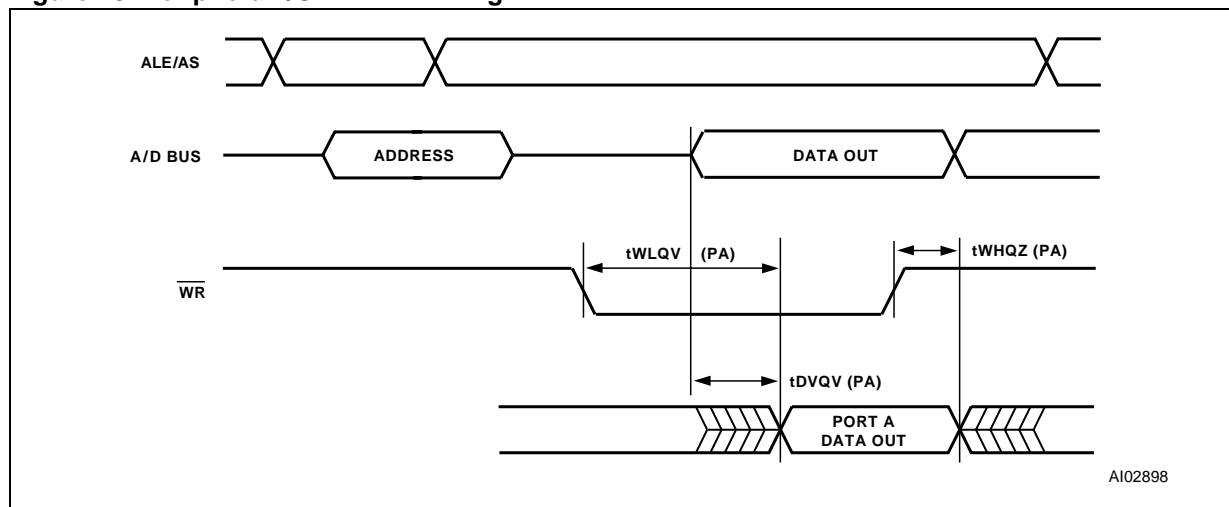 ALE/AS
A/D BUS
ADDRESS
DATA OUT
tWLQV (PA)
tWHQZ (PA)
WR
tDVQV (PA)
PORT A
DATA OUT
AI02898